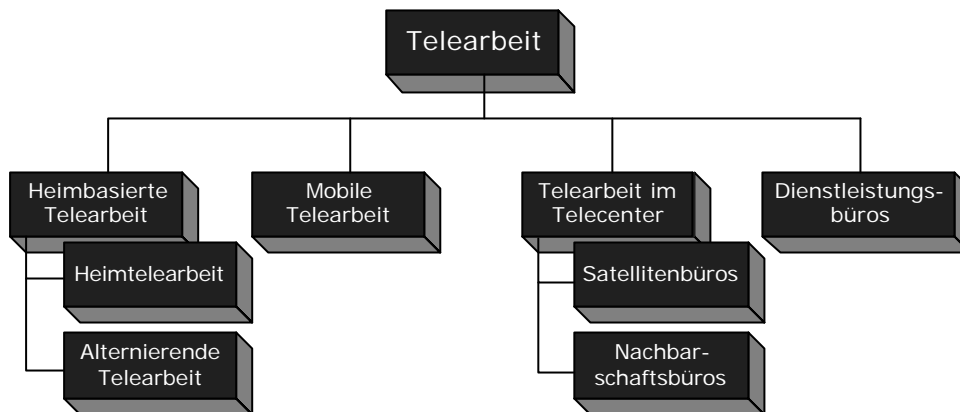 Telearbeit
Heimbasierte
Telearbeit
Mobile
Telearbeit
Telearbeit im
Telecenter
Dienstleistungs-
büros
Heimtelearbeit
Satellitenbüros
Alternierende
Telearbeit
Nachbar-
schaftsbüros